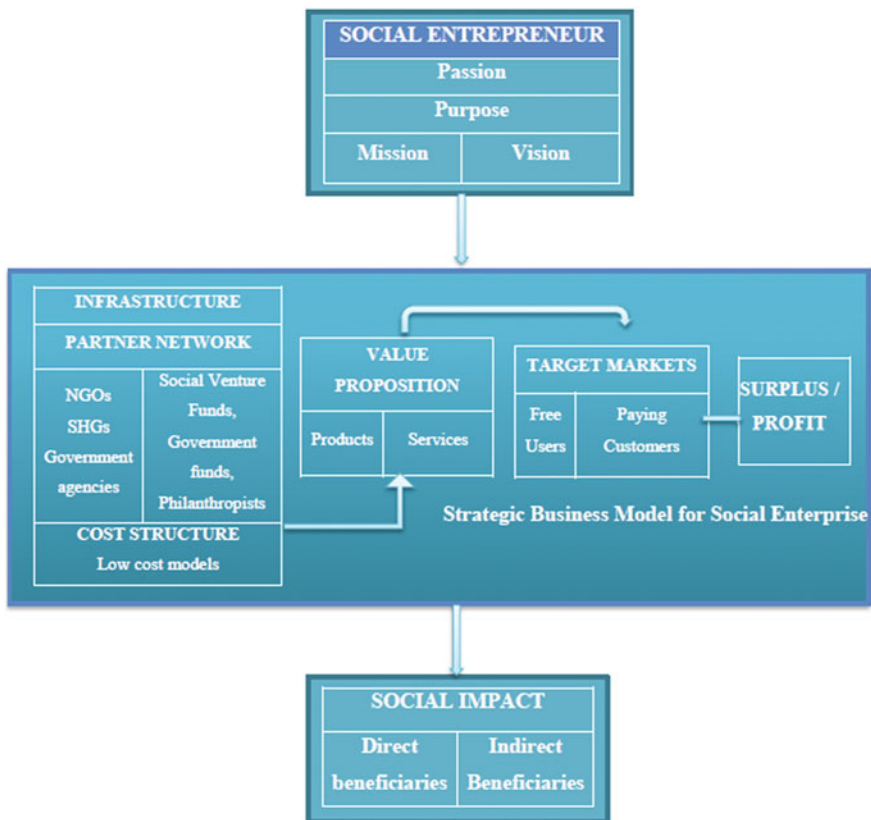 SOCIAL ENTREPRENEUR
Passion
Purpose
Mission
Vision
INFRASTRUCTURE
PARTNER NETWORK
NGOs
SHGs
Government
agencies
Social Venture
Funds,
Government
funds,
Philanthropists
COST STRUCTURE
Low cost models
VALUE
PROPOSITION
Products
Services
TARGET MARKETS
Free
Users
Paying
Customers
SURPLUS /
PROFIT
Strategic Business Model for Social Enterprise
SOCIAL IMPACT
Direct
beneficiaries
Indirect
Beneficiaries